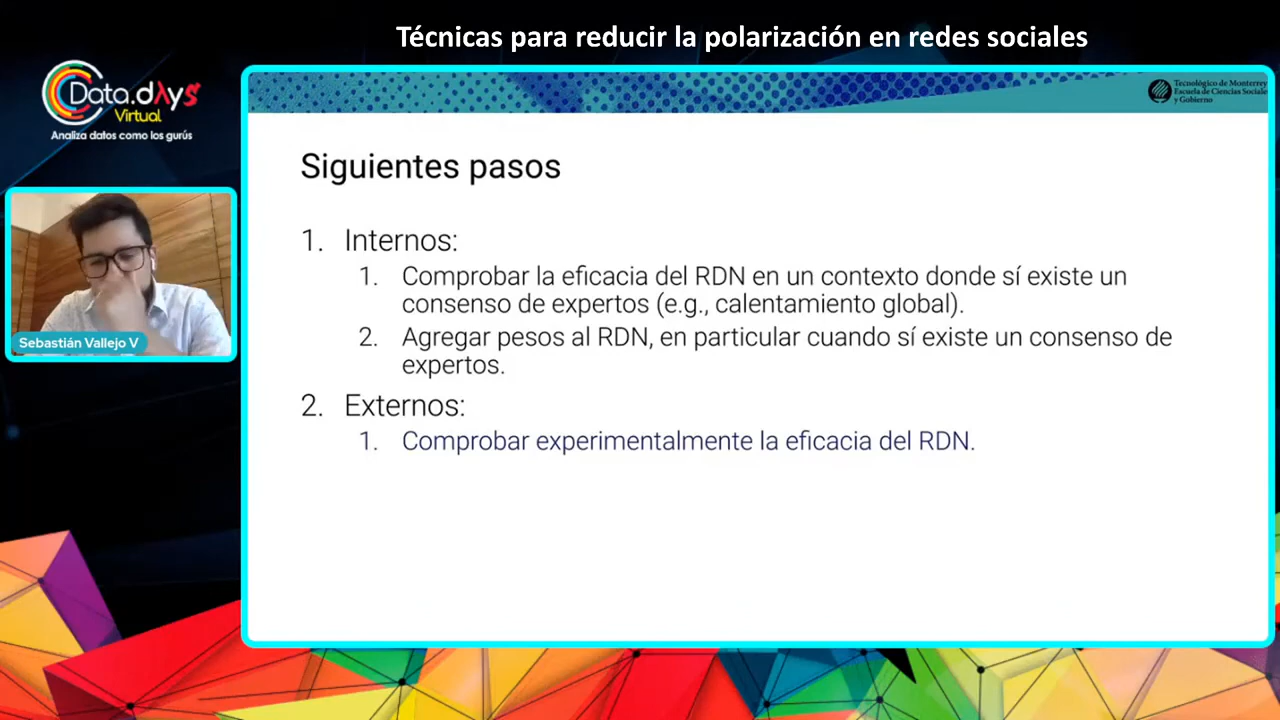 Técnicas para reducir la polarización en redes sociales
Data.dAys
Virtual
Analiza datos como los gurús
Tecnológico de Monterrey
Escuela de Ciencias Sociales
y Gobierno
Siguientes pasos
1. Internos:
1. Comprobar la eficacia del RDN en un contexto donde sí existe un
consenso de expertos (e.g., calentamiento global).
2. Agregar pesos al RDN, en particular cuando sí existe un consenso de
expertos.
2. Externos:
1. Comprobar experimentalmente la eficacia del RDN.
Sebastián Vallejo V